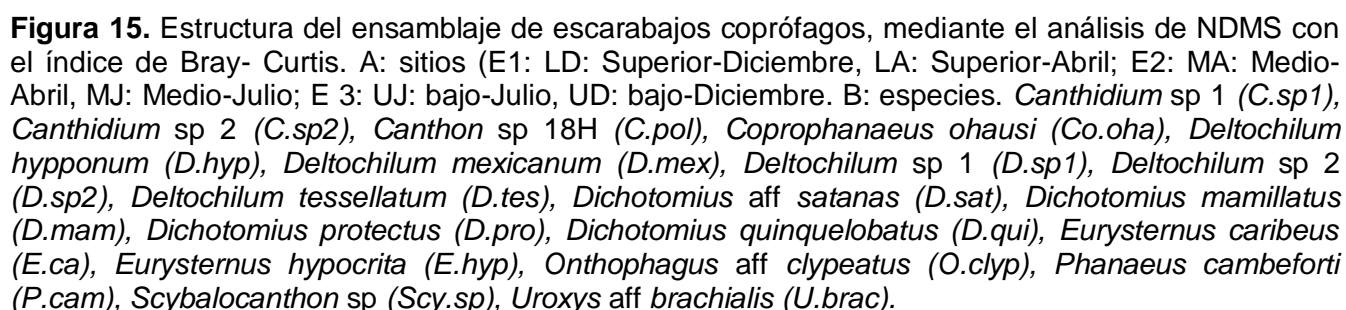 Figura 15. Estructura del ensamblaje de escarabajos coprófagos, mediante el análisis de NDMS con
el índice de Bray- Curtis. A: sitios (E1: LD: Superior-Diciembre, LA: Superior-Abril; E2: MA: Medio-
Abril, MJ: Medio-Julio; E 3: UJ: bajo-Julio, UD: bajo-Diciembre. B: especies. Canthidium sp 1 (C.sp1),
Canthidium sp 2 (C.sp2), Canthon sp 18H (C.pol), Coprophanaeus ohausi (Co.oha), Deltochilum
hypponum (D.hyp), Deltochilum mexicanum (D.mex), Deltochilum sp 1 (D.sp1), Deltochilum sp 2
(D.sp2), Deltochilum tessellatum (D.tes), Dichotomius aff satanas (D.sat), Dichotomius mamillatus
(D.mam), Dichotomius protectus (D.pro), Dichotomius quinquelobatus (D.qui), Eurysternus caribeus
(E.ca), Eurysternus hypocrita (E.hyp), Onthophagus aff clypeatus (O.clyp), Phanaeus cambeforti
(P.cam), Scybalocanthon sp (Scy.sp), Uroxys aff brachialis (U.brac).